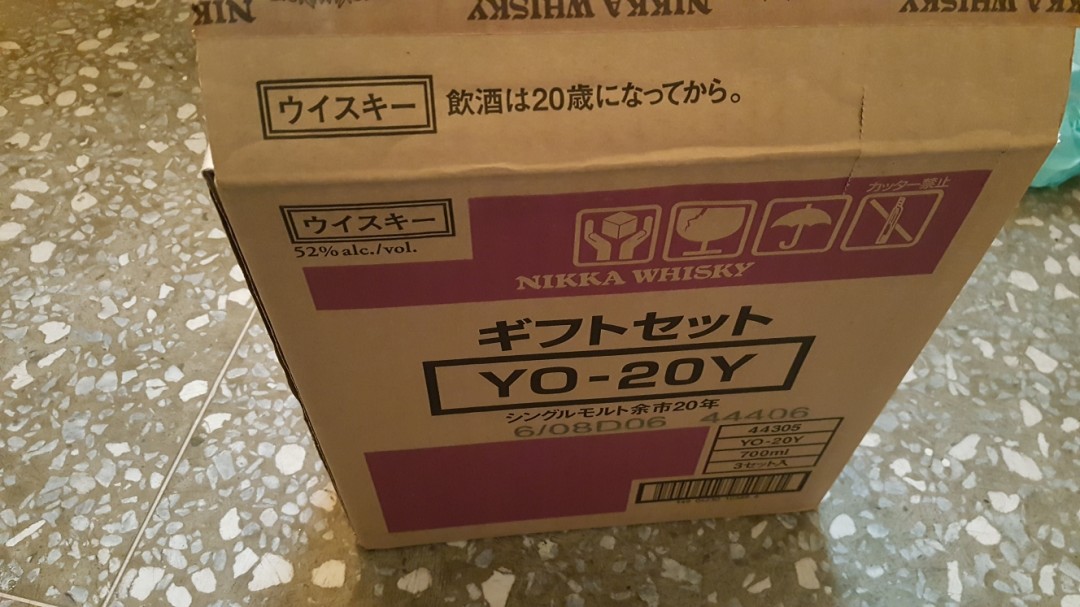 NIKKA WHISKY NIKKA WHISKY
ウイスキー 飲酒は20歳になってから。
カッター禁止
ウイスキー
52% alc./vol.
NIKKA WHISKY
ギフトセット
YO-20Y
シングルモルト余市20年
6/08D06 44406
44305
YO-20Y
700ml
3セット入